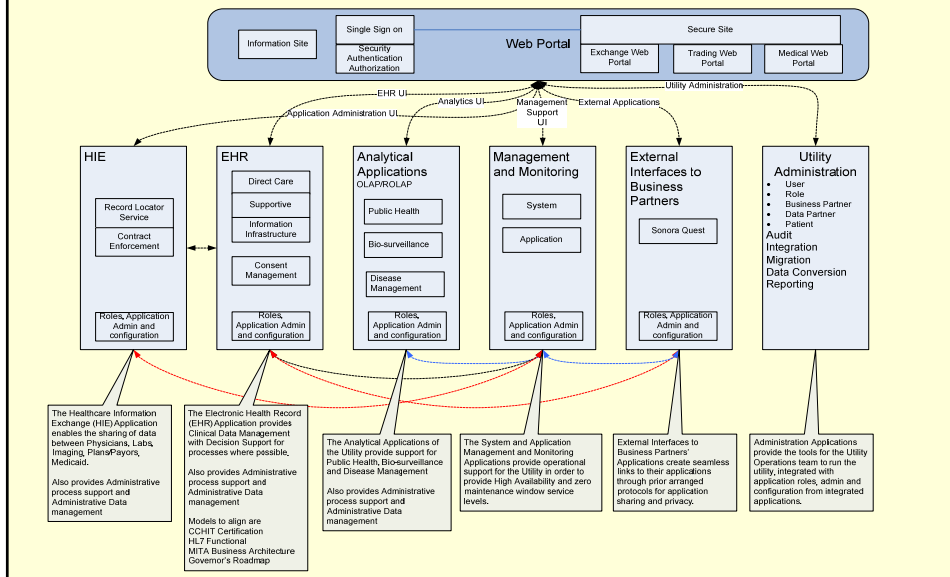 Information Site
Single Sign on
Security
Authentication
Authorization
Web Portal
Secure Site
Exchange Web
Portal
Trading Web
Portal
Medical Web
Portal
EHR UI
Application Administration UI
Analytics UI
Management
Support
UI
External Applications
Utility Administration
HIE
Record Locator
Service
Contract
Enforcement
Roles, Application
Admin and
configuration
EHR
Direct Care
Supportive
Information
Infrastructure
Consent
Management
Roles,
Application Admin
and configuration
Analytical
Applications
OLAP/ROLAP
Public Health
Bio-surveillance
Disease
Management
Roles,
Application Admin
and configuration
Management
and Monitoring
System
Application
Roles,
Application Admin
and configuration
External
Interfaces to
Business
Partners
Sonora Quest
Roles, Application
Admin and
configuration
Utility
Administration
• User
• Role
• Business Partner
• Data Partner
• Patient
Audit
Integration
Migration
Data Conversion
Reporting
The Healthcare Information
Exchange (HIE) Application
enables the sharing of data
between Physicians, Labs,
Imaging, Plans/Payors,
Medicaid.
Also provides Administrative
process support and
Administrative Data
management
The Electronic Health Record
(EHR) Application provides
Clinical Data Management
with Decision Support for
processes where possible.
Also provides Administrative
process support and
Administrative Data
management
Models to align are
CCHIT Certification
HL7 Functional
MITA Business Architecture
Governor's Roadmap
The Analytical Applications of
the Utility provide support for
Public Health, Bio-surveillance
and Disease Management
Also provides Administrative
process support and
Administrative Data
management
The System and Application
Management and Monitoring
Applications provide operational
support for the Utility in order to
provide High Availability and zero
maintenance window service
levels.
External Interfaces to
Business Partners'
Applications create seamless
links to their applications
through prior arranged
protocols for application
sharing and privacy.
Administration Applications
provide the tools for the Utility
Operations team to run the
utility, integrated with
application roles, admin and
configuration from integrated
applications.